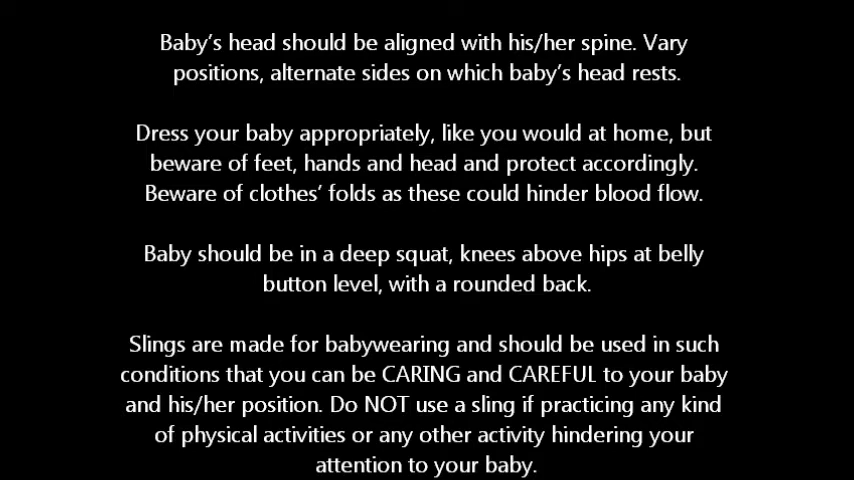 Baby's head should be aligned with his/her spine. Vary
positions, alternate sides on which baby's head rests.
Dress your baby appropriately, like you would at home, but
beware of feet, hands and head and protect accordingly.
Beware of clothes' folds as these could hinder blood flow.
Baby should be in a deep squat, knees above hips at belly
button level, with a rounded back.
Slings are made for babywearing and should be used in such
conditions that you can be CARING and CAREFUL to your baby
and his/her position. Do NOT use a sling if practicing any kind
of physical activities or any other activity hindering your
attention to your baby.